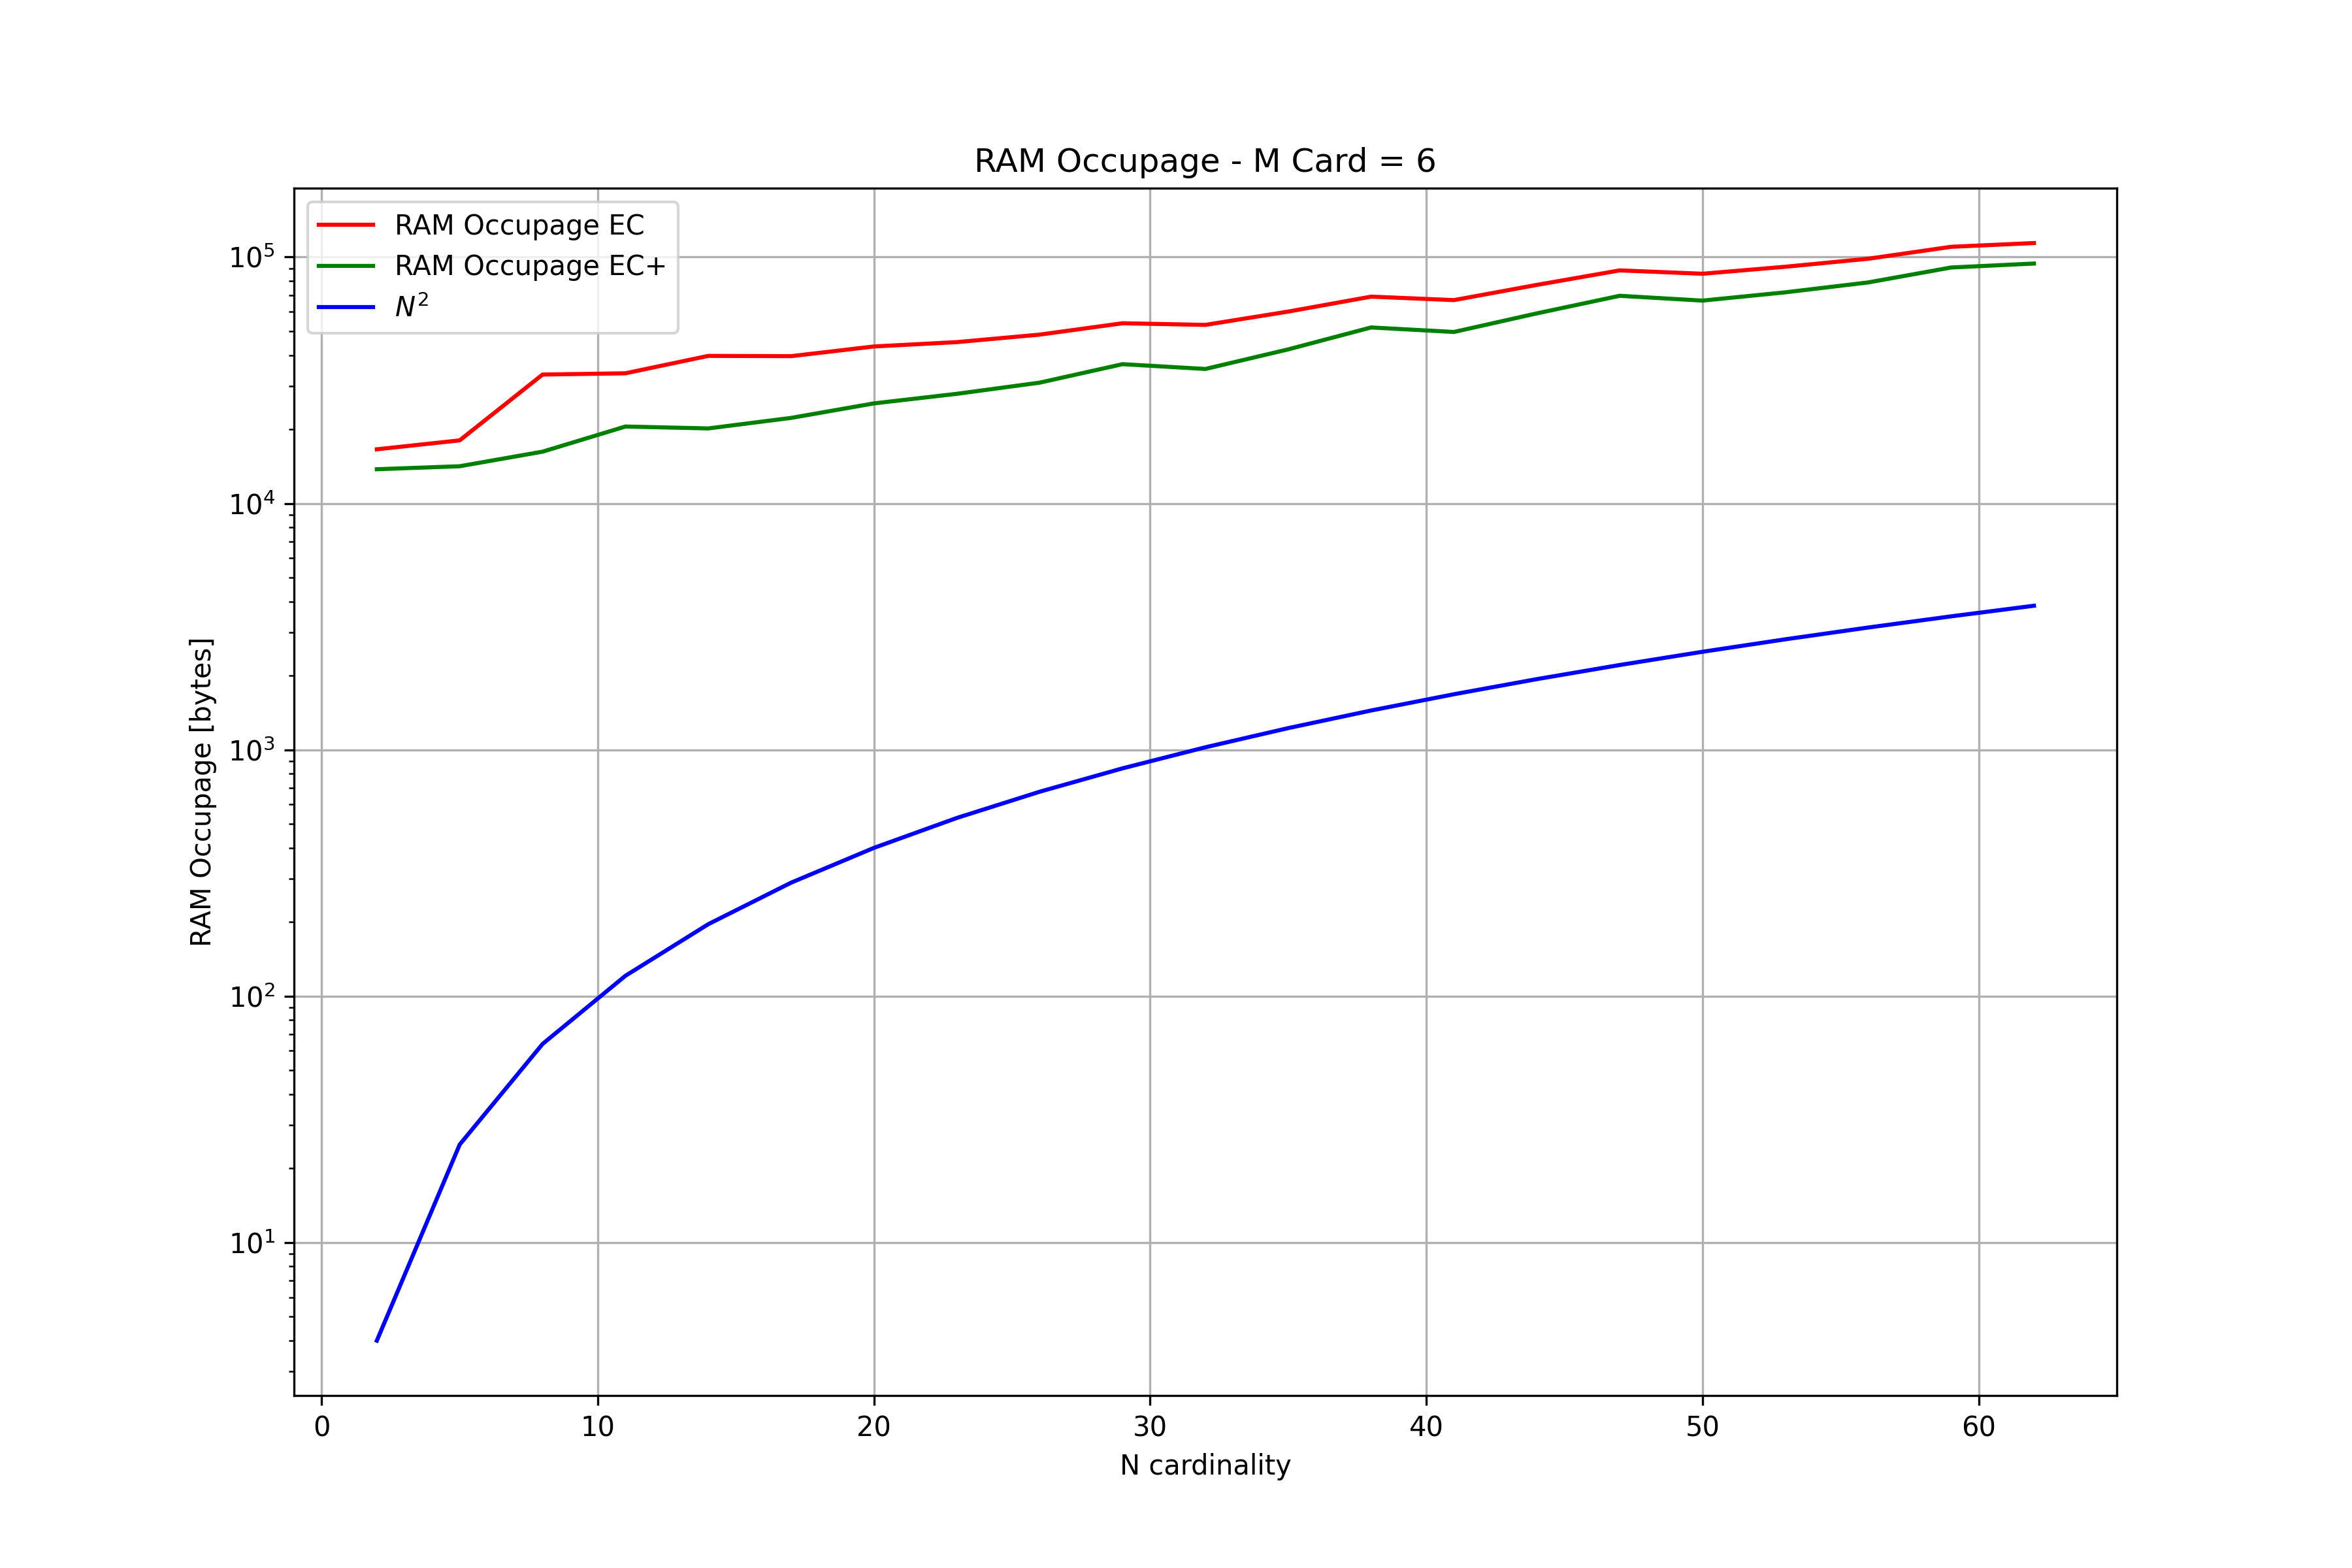 RAM Occupage - M Card = 6
RAM Occupage EC
RAM Occupage EC+
N²
10⁵
10⁴
10³
10²
10¹
RAM Occupage [bytes]
0 10 20 30 40 50 60
N cardinality